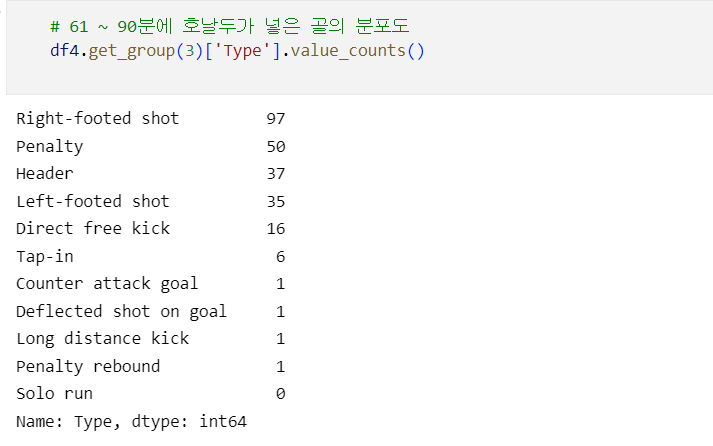 # 61 ~ 90분에 호날두가 넣은 골의 분포도
df4.get_group(3)['Type'].value_counts()
Right-footed shot 97
Penalty 50
Header 37
Left-footed shot 35
Direct free kick 16
Tap-in 6
Counter attack goal 1
Deflected shot on goal 1
Long distance kick 1
Penalty rebound 1
Solo run 0
Name: Type, dtype: int64